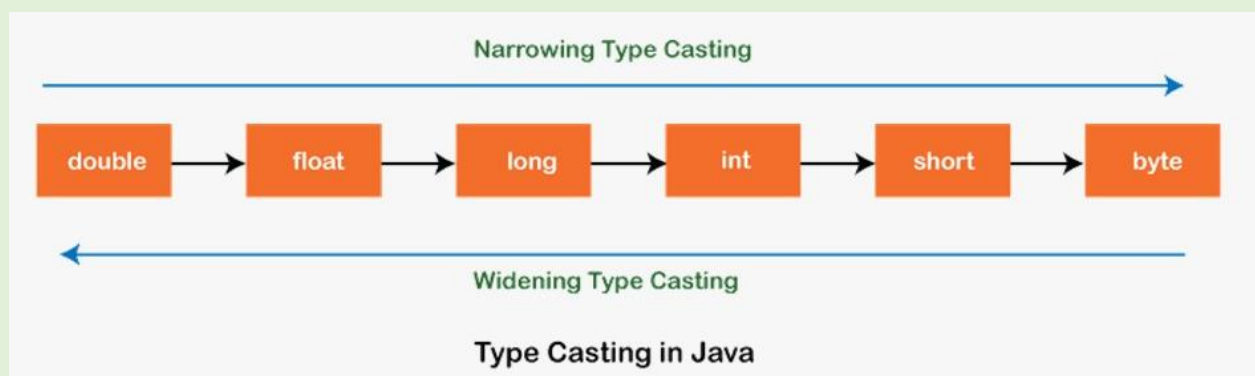 Narrowing Type Casting
double float long int short byte
Widening Type Casting
Type Casting in Java